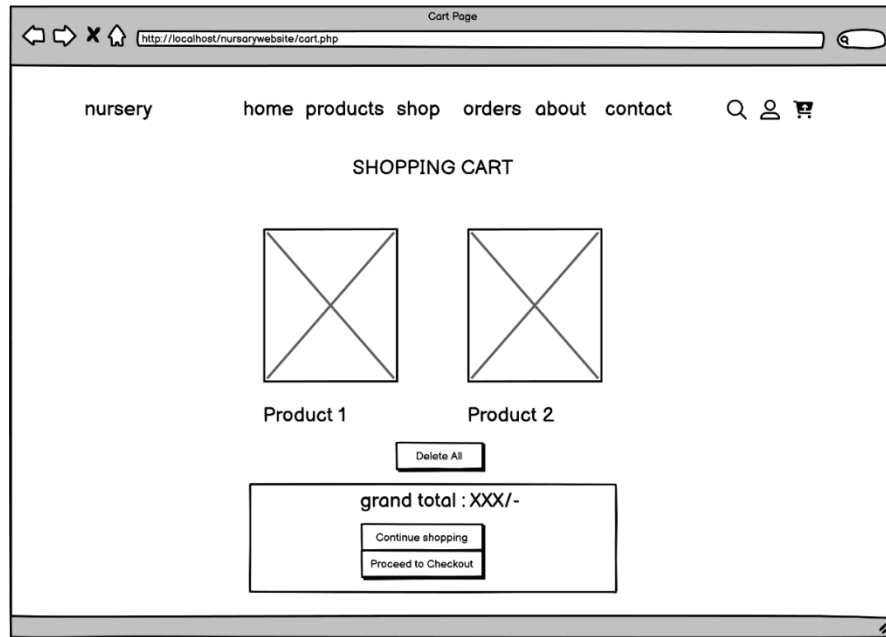 Cart Page
http://localhost/nursarywebsite/cart.php
nursery home products shop orders about contact
SHOPPING CART
Product 1 Product 2
Delete All
grand total : XXX/-
Continue shopping
Proceed to Checkout